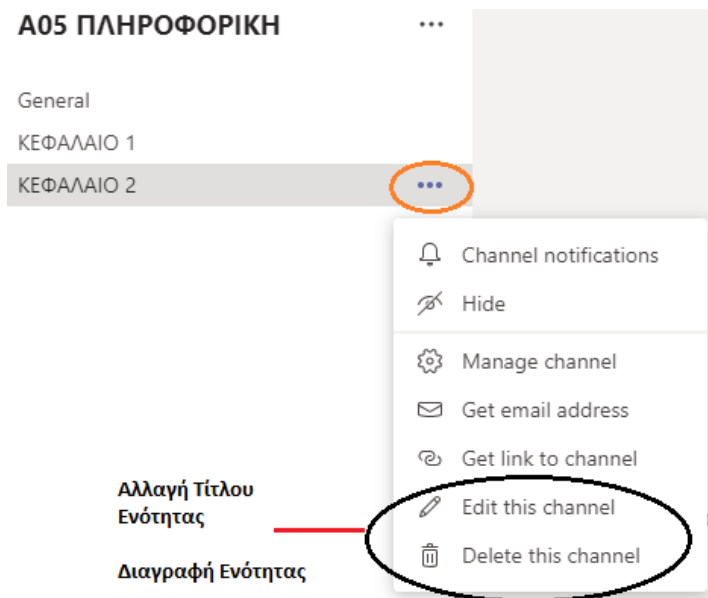 Α05 ΠΛΗΡΟΦΟΡΙΚΗ
General
ΚΕΦΑΛΑΙΟ 1
ΚΕΦΑΛΑΙΟ 2
Channel notifications
Hide
Manage channel
Get email address
Get link to channel
Αλλαγή Τίτλου
Ενότητας
Edit this channel
Διαγραφή Ενότητας
Delete this channel